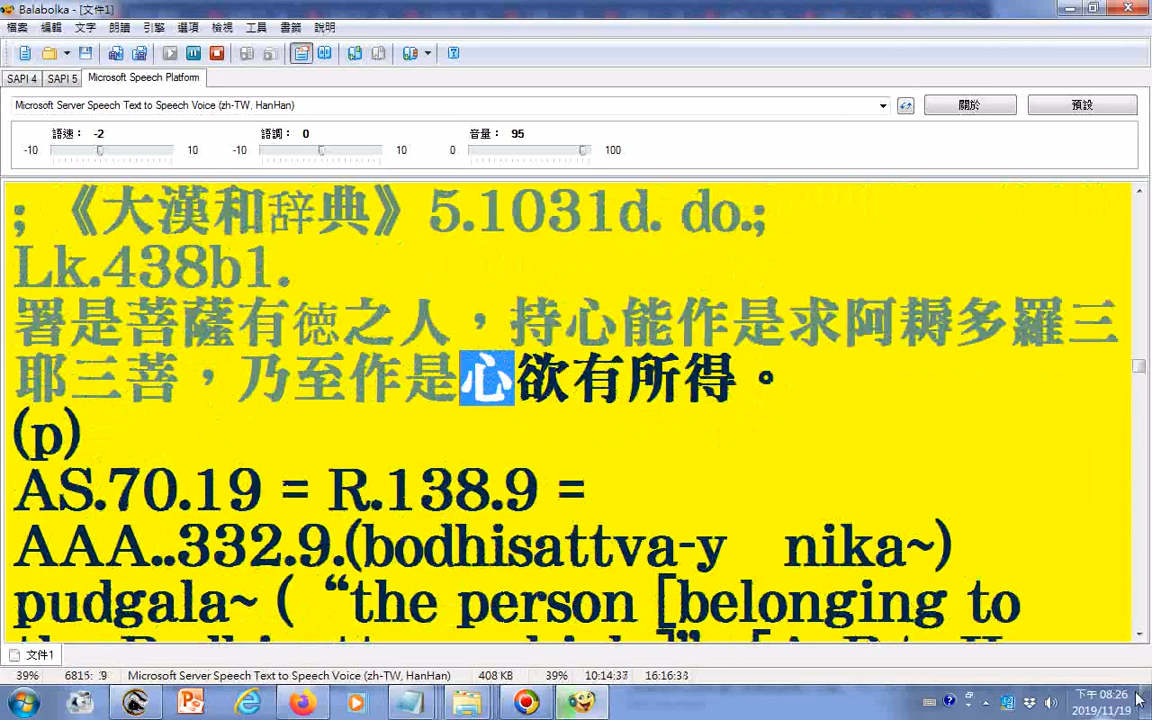 Balabolka - [文件1]
檔案 編輯 文字 朗讀 引擎 選項 檢視 工具 書籤 說明
SAPI 4 SAPI 5 Microsoft Speech Platform
Microsoft Server Speech Text to Speech Voice (zh-TW, HanHan) 關於 預設
語速： -2 語調： 0 音量： 95
-10 10 -10 10 0 100
;《大漢和辞典》5.1031d. do.;
Lk.438b1.
署是菩薩有徳之人，持心能作是求阿耨多羅三
耶三菩，乃至作是心欲有所得。
(p)
AS.70.19 = R.138.9 =
AAA..332.9.(bodhisattva-y nika~)
pudgala~ ( “the person [belonging to
文件1
39% 6815: :9 Microsoft Server Speech Text to Speech Voice (zh-TW, HanHan) 408 KB 39% 10:14:33 16:16:33
下午 08:26
2019/11/19